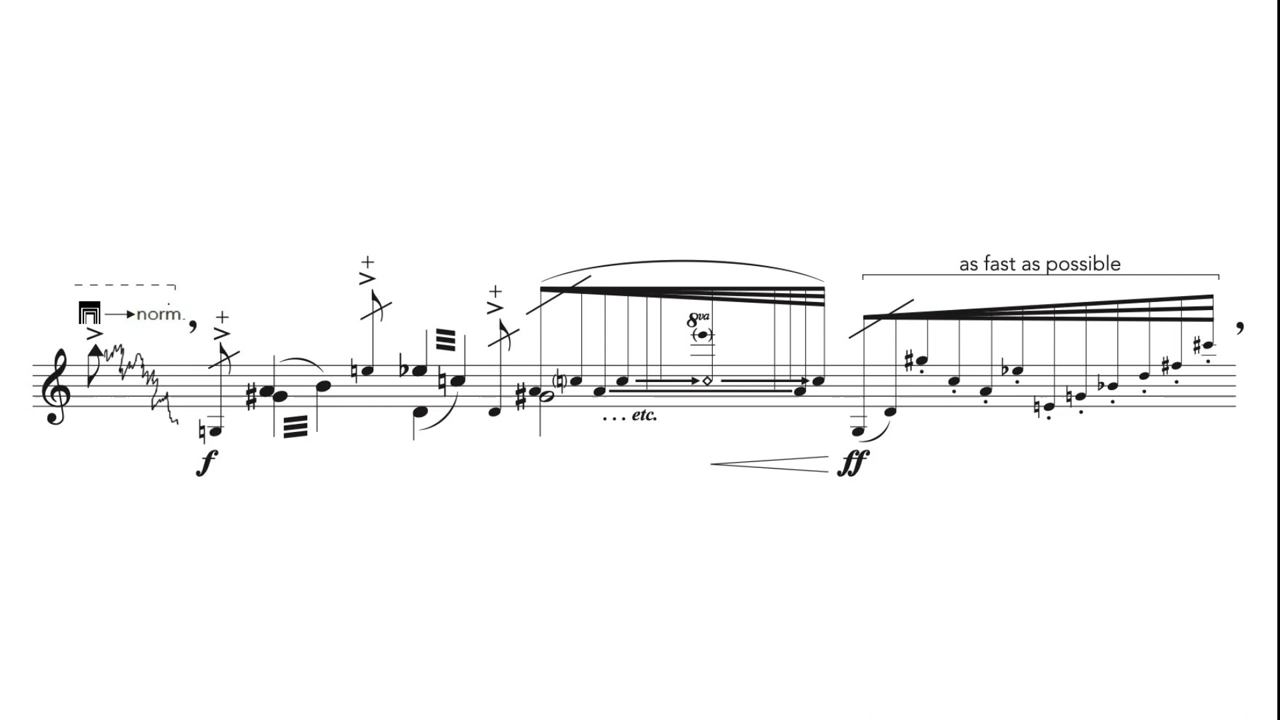 as fast as possible
norm.
8va
... etc.
f
ff